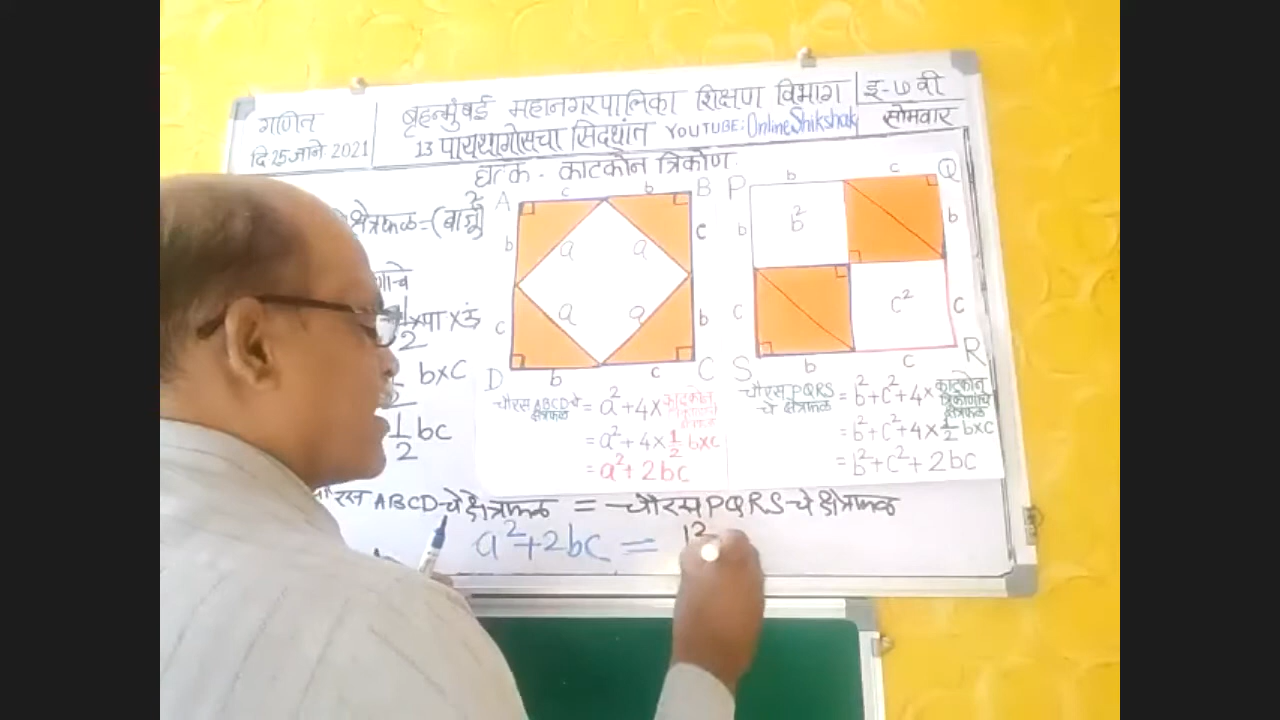 गणित
दि 25 जाने 2021
बृहन्मुंबई महानगरपालिका शिक्षण विभाग
इ-७ वी
सोमवार
13 पायथागोरसचा सिद्धांत YOUTUBE: OnlineShikshak
घटक. काटकोन त्रिकोण.
क्षेत्रफळ=(बाजू)²
1/2 × पा × उं
b×c
1/2 bc
A c b B
b a a c
c a a b
D b c C
P b c Q
b b² b
c c² c
S b c R
चौरस ABCD चे क्षेत्रफळ = a² + 4× काटकोन त्रिकोणाचे क्षेत्रफळ
= a² + 4 × 1/2 b×c
= a² + 2bc
चौरस PQRS चे क्षेत्रफळ = b² + c² + 4× काटकोन त्रिकोणाचे क्षेत्रफळ
= b² + c² + 4 × 1/2 b×c
= b² + c² + 2bc
ABCD चे क्षेत्रफळ = चौरस PQRS चे क्षेत्रफळ
a² + 2bc =